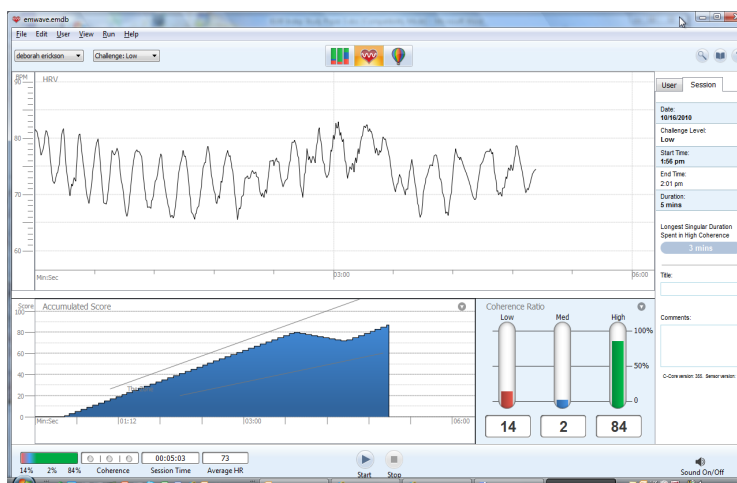 emwave.emdb
File Edit User View Run Help
deborah erickson
Challenge: Low
BPM
90
HRV
80
70
60
Min:Sec
03:00
06:00
User
Session
Date:
10/16/2010
Challenge Level:
Low
Start Time:
1:56 pm
End Time:
2:01 pm
Duration:
5 mins
Longest Singular Duration
Spent in High Coherence
3 mins
Title:
Comments:
Score
Accumulated Score
100
80
60
40
20
0
Min:Sec
01:12
03:00
06:00
Coherence Ratio
Low
Med
High
100%
50%
0
14
2
84
14% 2% 84%
Coherence
00:05:03
Session Time
73
Average HR
Start
Stop
Sound On/Off